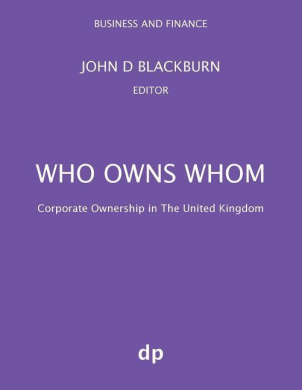 BUSINESS AND FINANCE
JOHN D BLACKBURN
EDITOR
WHO OWNS WHOM
Corporate Ownership in The United Kingdom
dp